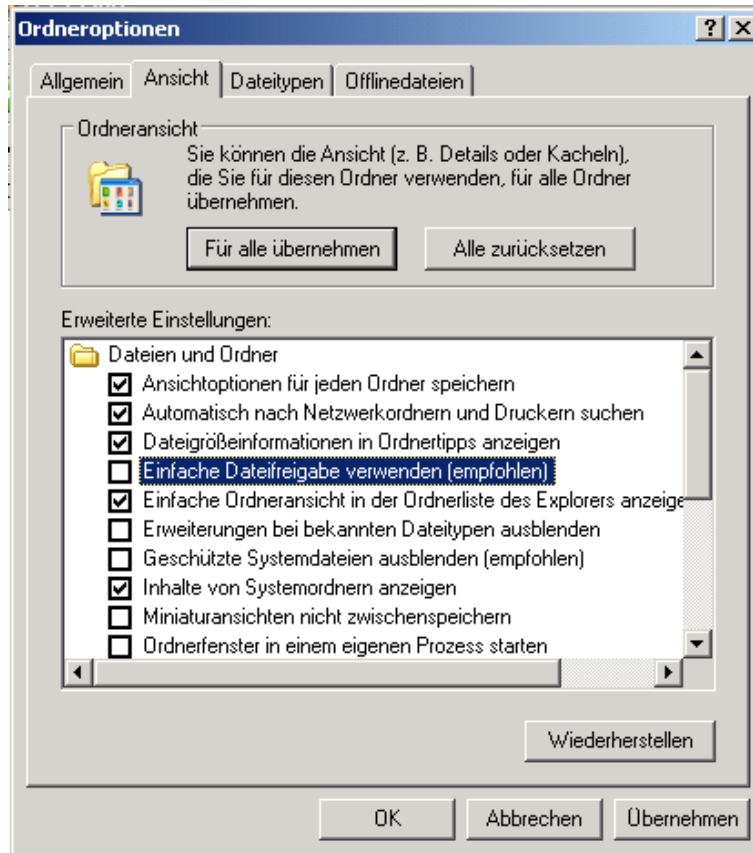 Ordneroptionen
Allgemein Ansicht Dateitypen Offlinedateien
Ordneransicht
Sie können die Ansicht (z. B. Details oder Kacheln),
die Sie für diesen Ordner verwenden, für alle Ordner
übernehmen.
Für alle übernehmen Alle zurücksetzen
Erweiterte Einstellungen:
Dateien und Ordner
Ansichtoptionen für jeden Ordner speichern
Automatisch nach Netzwerkordnern und Druckern suchen
Dateigrößeinformationen in Ordnertipps anzeigen
Einfache Dateifreigabe verwenden (empfohlen)
Einfache Ordneransicht in der Ordnerliste des Explorers anzeige
Erweiterungen bei bekannten Dateitypen ausblenden
Geschützte Systemdateien ausblenden (empfohlen)
Inhalte von Systemordnern anzeigen
Miniaturansichten nicht zwischenspeichern
Ordnerfenster in einem eigenen Prozess starten
Wiederherstellen
OK Abbrechen Übernehmen